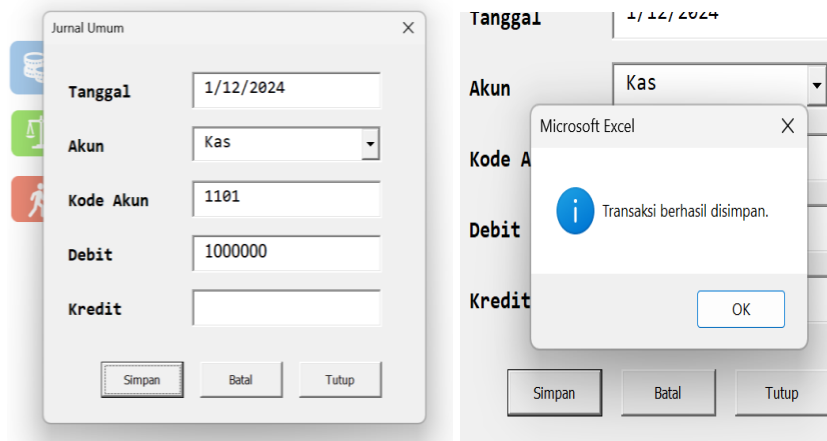 Jurnal Umum
Tanggal 1/12/2024
Akun Kas
Kode Akun 1101
Debit 1000000
Kredit
Simpan Batal Tutup
Tanggal 1/12/2024
Akun Kas
Microsoft Excel
Kode A
Transaksi berhasil disimpan.
Debit
Kredit
OK
Simpan Batal Tutup